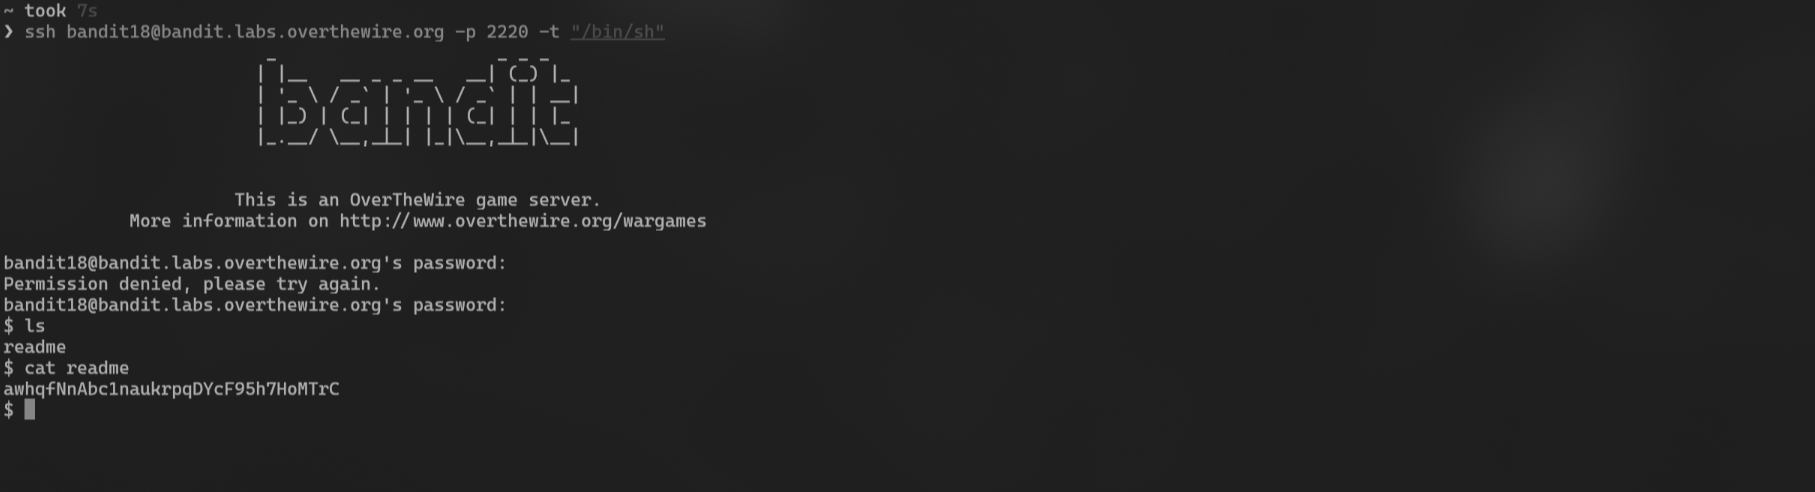 ~ took 7s
❯ ssh bandit18@bandit.labs.overthewire.org -p 2220 -t "/bin/sh"
bandit
This is an OverTheWire game server.
More information on http://www.overthewire.org/wargames
bandit18@bandit.labs.overthewire.org's password:
Permission denied, please try again.
bandit18@bandit.labs.overthewire.org's password:
$ ls
readme
$ cat readme
awhqfNnAbc1naukrpqDYcF95h7HoMTrC
$